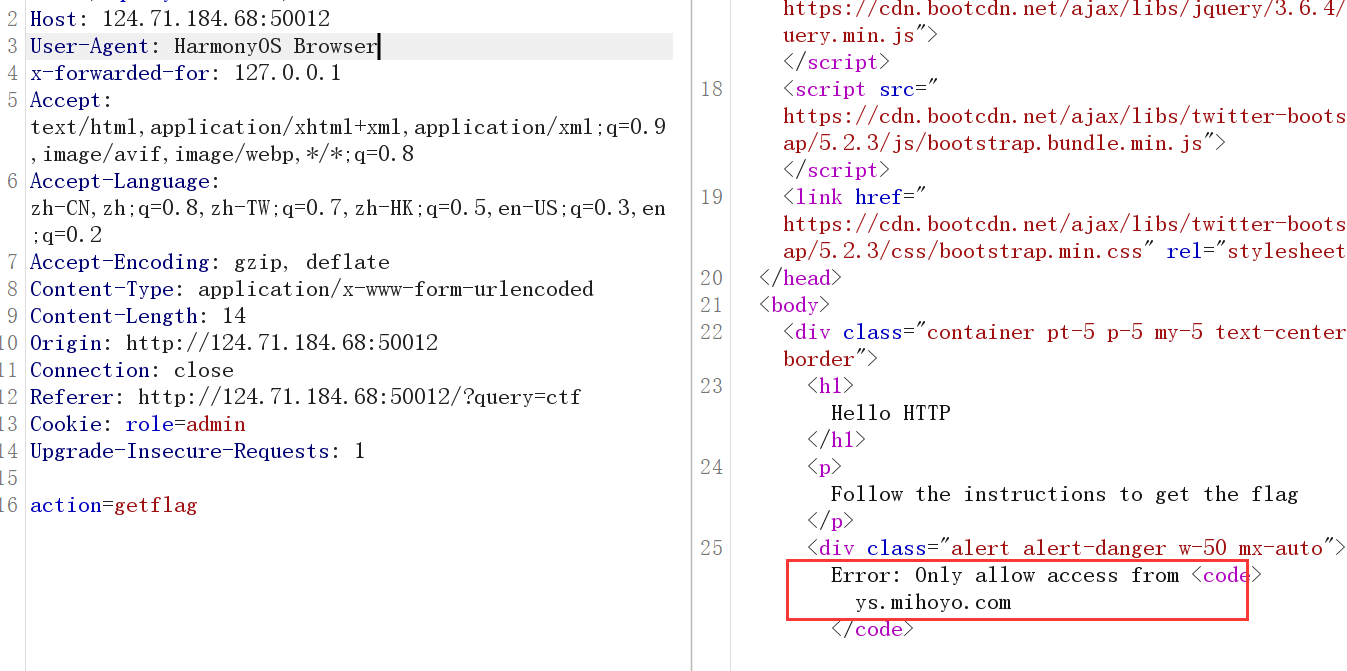 2 Host: 124.71.184.68:50012
3 User-Agent: HarmonyOS Browser
4 x-forwarded-for: 127.0.0.1
5 Accept:
text/html,application/xhtml+xml,application/xml;q=0.9
,image/avif,image/webp,*/*;q=0.8
6 Accept-Language:
zh-CN,zh;q=0.8,zh-TW;q=0.7,zh-HK;q=0.5,en-US;q=0.3,en
;q=0.2
7 Accept-Encoding: gzip, deflate
8 Content-Type: application/x-www-form-urlencoded
9 Content-Length: 14
10 Origin: http://124.71.184.68:50012
11 Connection: close
12 Referer: http://124.71.184.68:50012/?query=ctf
13 Cookie: role=admin
14 Upgrade-Insecure-Requests: 1
15
16 action=getflag
https://cdn.bootcdn.net/ajax/libs/jquery/3.6.4/
uery.min.js">
</script>
18 <script src="
https://cdn.bootcdn.net/ajax/libs/twitter-boots
ap/5.2.3/js/bootstrap.bundle.min.js">
</script>
19 <link href="
https://cdn.bootcdn.net/ajax/libs/twitter-boots
ap/5.2.3/css/bootstrap.min.css" rel="stylesheet
20 </head>
21 <body>
22 <div class="container pt-5 p-5 my-5 text-center
border">
23 <h1>
Hello HTTP
</h1>
24 <p>
Follow the instructions to get the flag
</p>
25 <div class="alert alert-danger w-50 mx-auto">
Error: Only allow access from <code>
ys.mihoyo.com
</code>